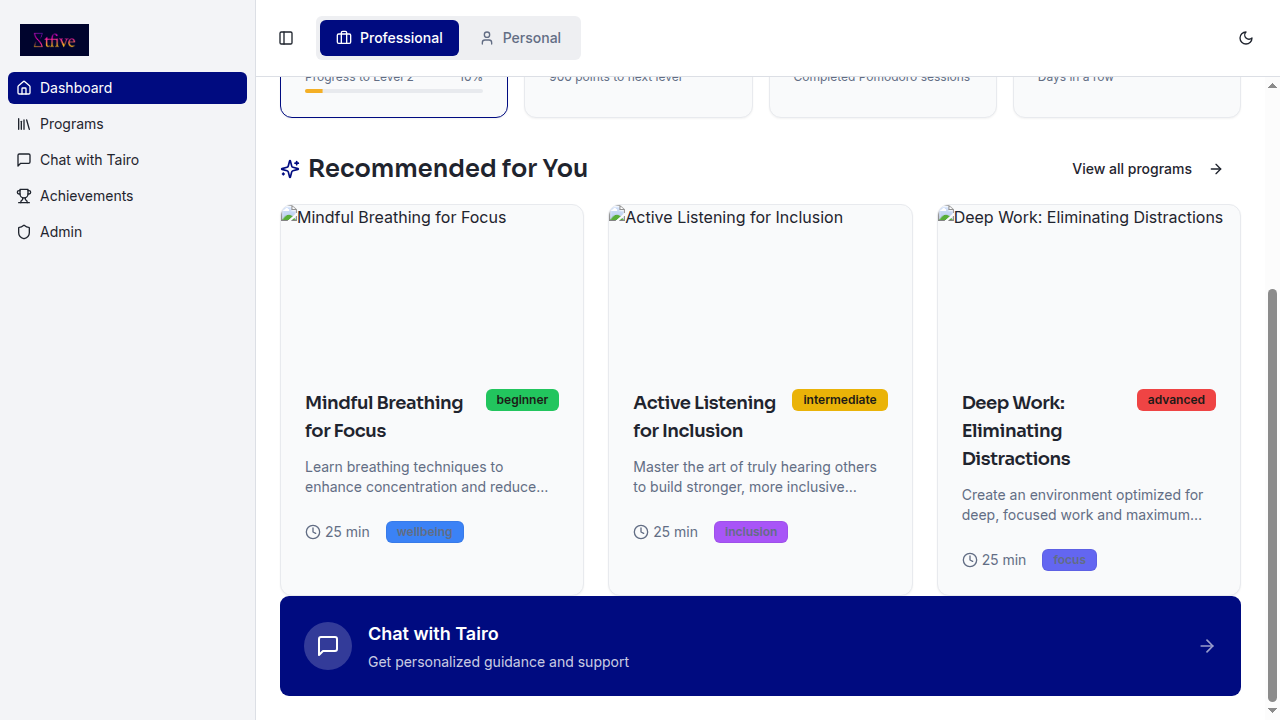 Σtfive
Professional
Personal
Dashboard
Programs
Chat with Tairo
Achievements
Admin
Progress to Level 2
10%
900 points to next level
Completed Pomodoro sessions
Days in a row
Recommended for You
View all programs
Mindful Breathing for Focus
Active Listening for Inclusion
Deep Work: Eliminating Distractions
Mindful Breathing
for Focus
beginner
Learn breathing techniques to
enhance concentration and reduce...
25 min
wellbeing
Active Listening
for Inclusion
intermediate
Master the art of truly hearing others
to build stronger, more inclusive...
25 min
inclusion
Deep Work:
Eliminating
Distractions
advanced
Create an environment optimized for
deep, focused work and maximum...
25 min
focus
Chat with Tairo
Get personalized guidance and support